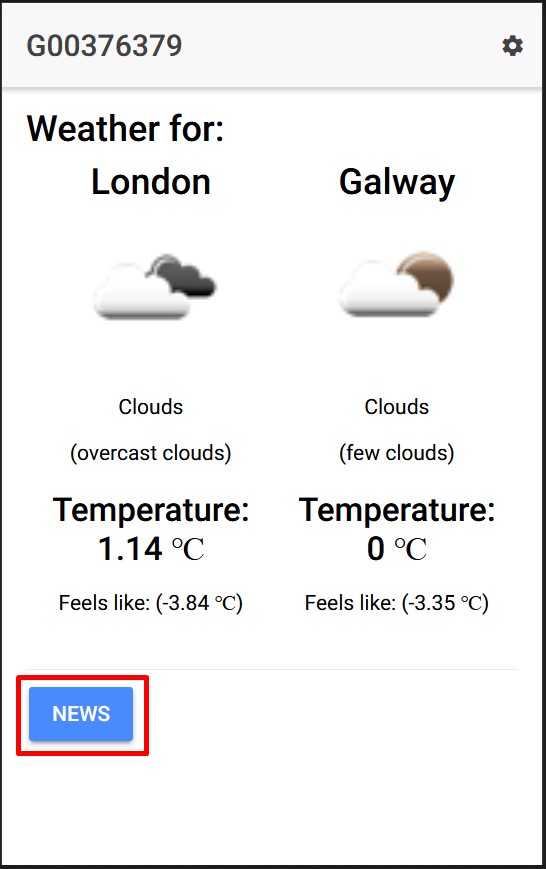 G00376379
Weather for:
London Galway
Clouds Clouds
(overcast clouds) (few clouds)
Temperature: Temperature:
1.14 °C 0 °C
Feels like: (-3.84 °C) Feels like: (-3.35 °C)
NEWS